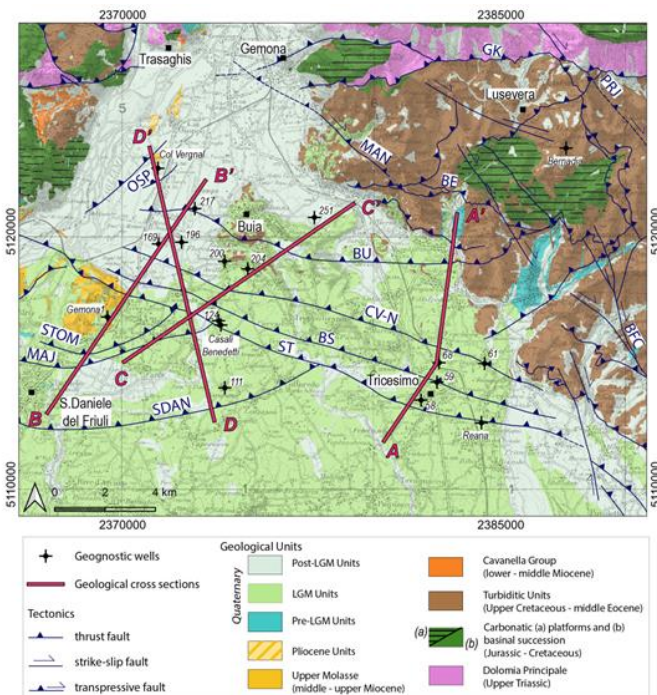 2370000
2385000
Trasaghis
Gemona
GK
PRJ
Lusevera
D'
Col Vergnal
OSP
B'
MAN
Bernadia
BE
217
C'
A'
251
5120000
5120000
Buia
169
196
200
204
BU
Gemona1
CV-N
124
Casali
Benedetti
STOM
MAJ
BS
ST
BFC
C
68
61
Tricesimo
59
58
111
B
S.Daniele
del Friuli
SDAN
D
A
Reana
5110000
5110000
0 2 4 km
2370000
2385000
Geognostic wells
Geological cross sections
Tectonics
thrust fault
strike-slip fault
transpressive fault
Geological Units
Quaternary
Post-LGM Units
LGM Units
Pre-LGM Units
Pliocene Units
Upper Molasse
(middle - upper Miocene)
Cavanella Group
(lower - middle Miocene)
Turbiditic Units
(Upper Cretaceous - middle Eocene)
(a)
(b)
Carbonatic (a) platforms and (b)
basinal succession
(Jurassic - Cretaceous)
Dolomia Principale
(Upper Triassic)